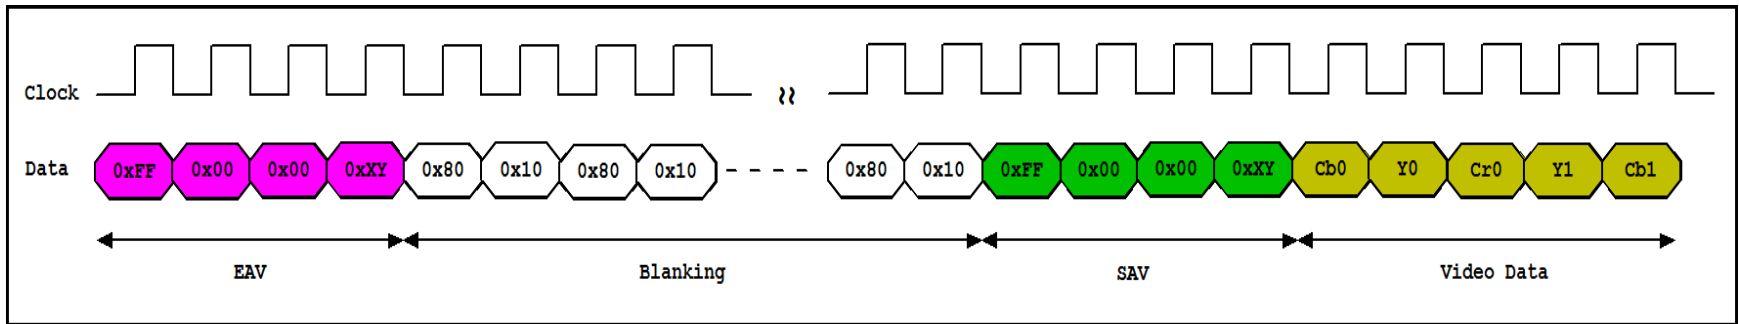 Clock
Data 0xFF 0x00 0x00 0xXY 0x80 0x10 0x80 0x10 0x80 0x10 0xFF 0x00 0x00 0xXY Cb0 Y0 Cr0 Y1 Cb1
EAV Blanking SAV Video Data